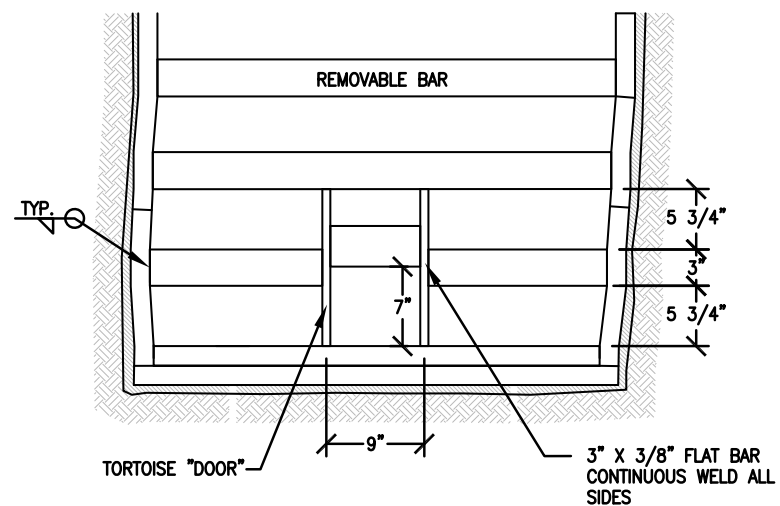 REMOVABLE BAR
TYP.
5 3/4"
3"
5 3/4"
7"
9"
TORTOISE "DOOR"
3" X 3/8" FLAT BAR
CONTINUOUS WELD ALL
SIDES